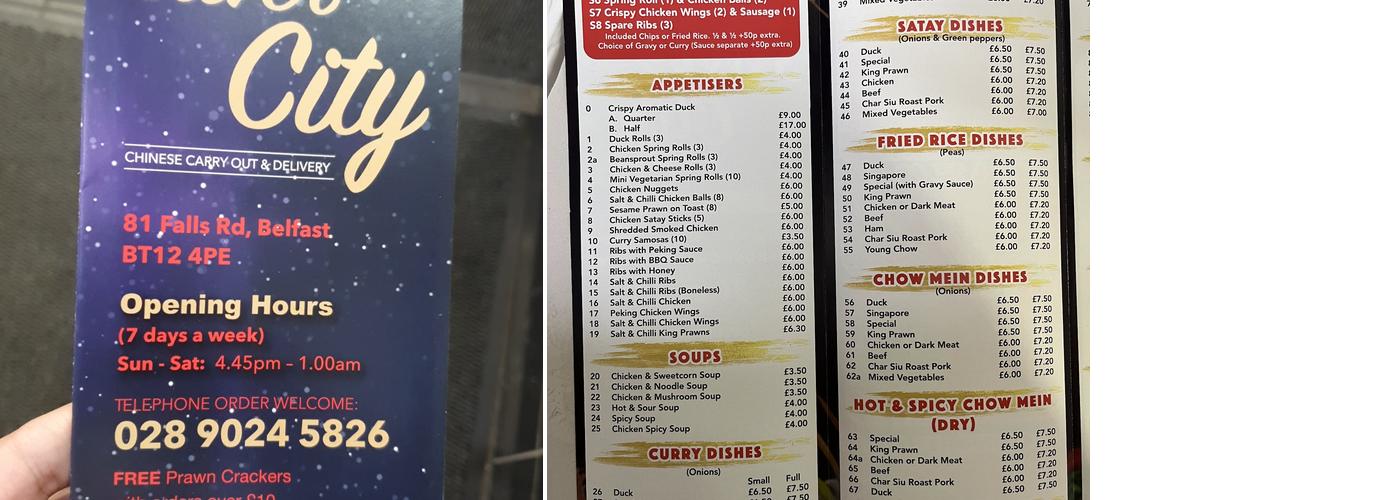 City
CHINESE CARRY OUT & DELIVERY
81 Falls Rd, Belfast
BT12 4PE
Opening Hours
(7 days a week)
Sun - Sat: 4.45pm - 1.00am
TELEPHONE ORDER WELCOME:
028 9024 5826
FREE Prawn Crackers
with orders over £10
S6 Spring Roll (1) & Chicken Balls (2)
S7 Crispy Chicken Wings (2) & Sausage (1)
S8 Spare Ribs (3)
Included Chips or Fried Rice. ½ & ½ +50p extra.
Choice of Gravy or Curry (Sauce separate +50p extra)
APPETISERS
0 Crispy Aromatic Duck
A. Quarter £9.00
B. Half £17.00
1 Duck Rolls (3) £4.00
2 Chicken Spring Rolls (3) £4.00
2a Beansprout Spring Rolls (3) £4.00
3 Chicken & Cheese Rolls (3) £4.00
4 Mini Vegetarian Spring Rolls (10) £4.00
5 Chicken Nuggets £6.00
6 Salt & Chilli Chicken Balls (8) £6.00
7 Sesame Prawn on Toast (8) £5.00
8 Chicken Satay Sticks (5) £6.00
9 Shredded Smoked Chicken £6.00
10 Curry Samosas (10) £3.50
11 Ribs with Peking Sauce £6.00
12 Ribs with BBQ Sauce £6.00
13 Ribs with Honey £6.00
14 Salt & Chilli Ribs £6.00
15 Salt & Chilli Ribs (Boneless) £6.00
16 Salt & Chilli Chicken £6.00
17 Peking Chicken Wings £6.00
18 Salt & Chilli Chicken Wings £6.00
19 Salt & Chilli King Prawns £6.30
SOUPS
20 Chicken & Sweetcorn Soup £3.50
21 Chicken & Noodle Soup £3.50
22 Chicken & Mushroom Soup £3.50
23 Hot & Sour Soup £4.00
24 Spicy Soup £4.00
25 Chicken Spicy Soup £4.00
CURRY DISHES
(Onions)
Small Full
26 Duck £6.50 £7.50
£7.50
39 Mixed Vegetables £7.20
SATAY DISHES
(Onions & Green peppers)
40 Duck £6.50 £7.50
41 Special £6.50 £7.50
42 King Prawn £6.50 £7.50
43 Chicken £6.00 £7.20
44 Beef £6.00 £7.20
45 Char Siu Roast Pork £6.00 £7.20
46 Mixed Vegetables £6.00 £7.00
FRIED RICE DISHES
(Peas)
47 Duck £6.50 £7.50
48 Singapore £6.50 £7.50
49 Special (with Gravy Sauce) £6.50 £7.50
50 King Prawn £6.50 £7.50
51 Chicken or Dark Meat £6.00 £7.20
52 Beef £6.00 £7.20
53 Ham £6.00 £7.20
54 Char Siu Roast Pork £6.00 £7.20
55 Young Chow £6.00 £7.20
CHOW MEIN DISHES
(Onions)
56 Duck £6.50 £7.50
57 Singapore £6.50 £7.50
58 Special £6.50 £7.50
59 King Prawn £6.50 £7.50
60 Chicken or Dark Meat £6.00 £7.20
61 Beef £6.00 £7.20
62 Char Siu Roast Pork £6.00 £7.20
62a Mixed Vegetables £6.00 £7.20
HOT & SPICY CHOW MEIN
(DRY)
63 Special £6.50 £7.50
64 King Prawn £6.50 £7.50
64a Chicken or Dark Meat £6.00 £7.20
65 Beef £6.00 £7.20
66 Char Siu Roast Pork £6.00 £7.20
67 Duck £6.50 £7.50